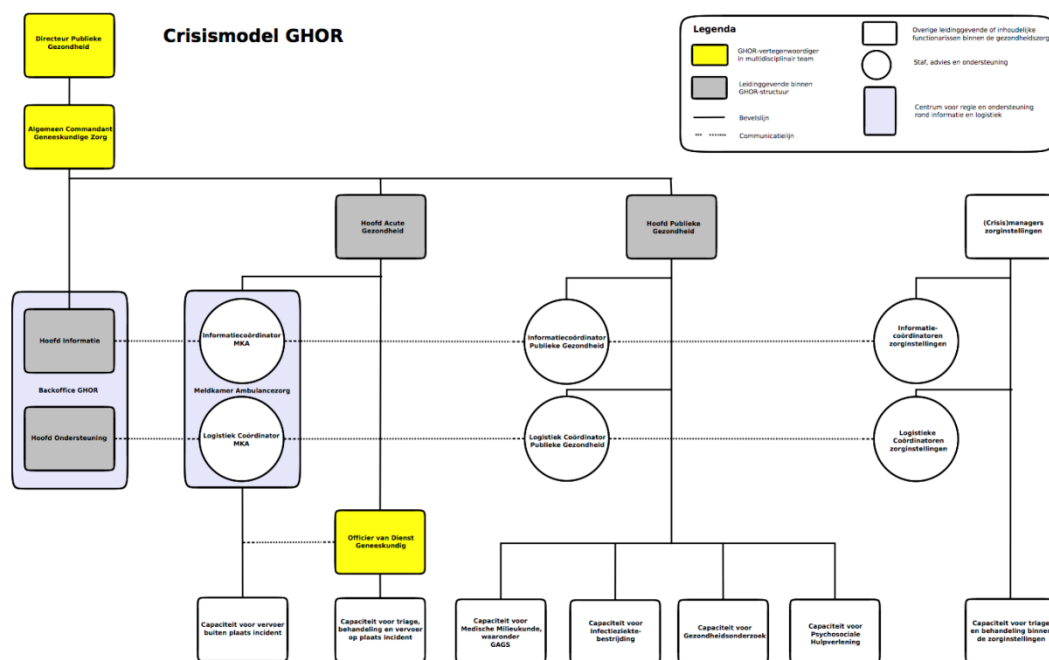 Crisismodel GHOR
Directeur Publieke
Gezondheid
Algemeen Commandant
Geneeskundige Zorg
Legenda
GHOR-vertegenwoordiger
in multidisciplinair team
Leidinggevende binnen
GHOR-structuur
Bevelslijn
Communicatielijn
Overige leidinggevende of inhoudelijke
functionarissen binnen de gezondheidszorg
Staf, advies en ondersteuning
Centrum voor regie en ondersteuning
rond informatie en logistiek
Hoofd Acute
Gezondheid
Hoofd Publieke
Gezondheid
(Crisis)managers
zorginstellingen
Hoofd Informatie
Informatiecoördinator
MKA
Informatiecoördinator
Publieke Gezondheid
Informatie-
coördinatoren
zorginstellingen
Backoffice GHOR
Meldkamer Ambulancezorg
Hoofd Ondersteuning
Logistiek Coördinator
MKA
Logistiek Coördinator
Publieke Gezondheid
Logistieke
Coördinatoren
zorginstellingen
Officier van Dienst
Geneeskundig
Capaciteit voor vervoer
buiten plaats incident
Capaciteit voor triage,
behandeling en vervoer
op plaats incident
Capaciteit voor
Medische Milieukunde,
waaronder
GAGS
Capaciteit voor
Infectieziekte-
bestrijding
Capaciteit voor
Gezondheidsonderzoek
Capaciteit voor
Psychosociale
Hulpverlening
Capaciteit voor triage
en behandeling binnen
de zorginstellingen